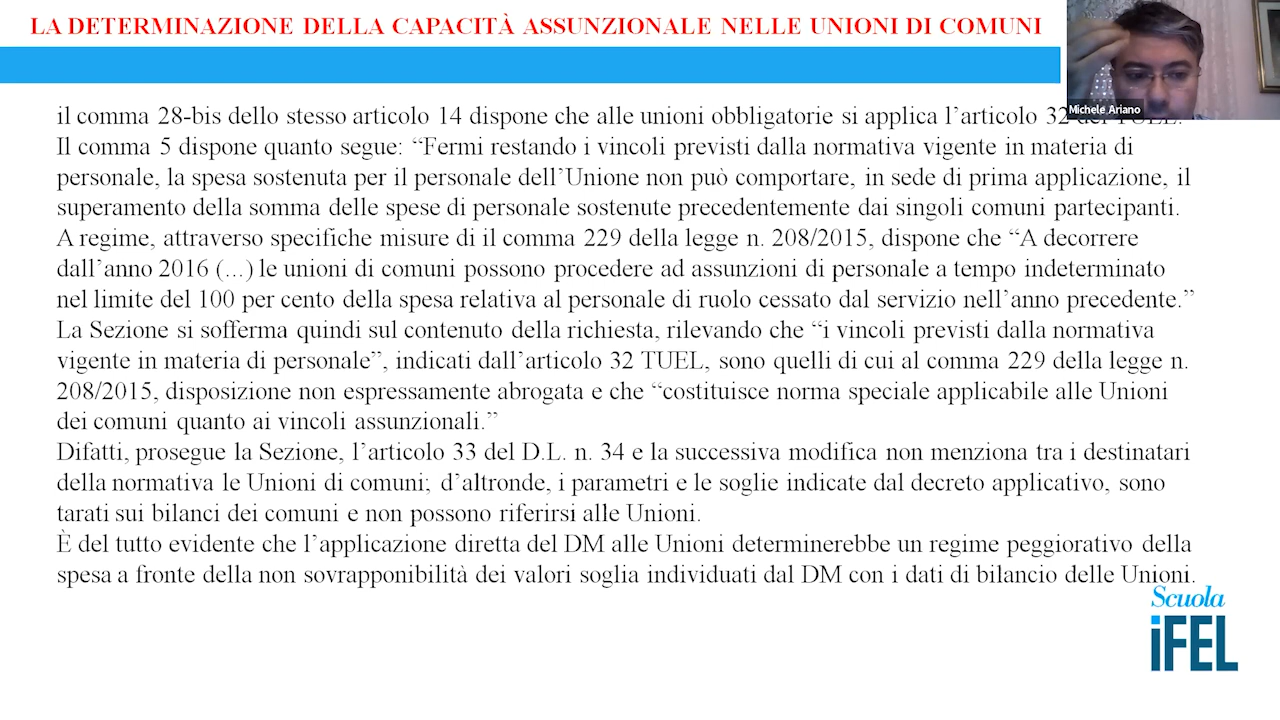 LA DETERMINAZIONE DELLA CAPACITÀ ASSUNZIONALE NELLE UNIONI DI COMUNI
Michele Ariano
il comma 28-bis dello stesso articolo 14 dispone che alle unioni obbligatorie si applica l’articolo 32 del TUEL.
Il comma 5 dispone quanto segue: “Fermi restando i vincoli previsti dalla normativa vigente in materia di
personale, la spesa sostenuta per il personale dell’Unione non può comportare, in sede di prima applicazione, il
superamento della somma delle spese di personale sostenute precedentemente dai singoli comuni partecipanti.
A regime, attraverso specifiche misure di il comma 229 della legge n. 208/2015, dispone che “A decorrere
dall’anno 2016 (...) le unioni di comuni possono procedere ad assunzioni di personale a tempo indeterminato
nel limite del 100 per cento della spesa relativa al personale di ruolo cessato dal servizio nell’anno precedente.”
La Sezione si sofferma quindi sul contenuto della richiesta, rilevando che “i vincoli previsti dalla normativa
vigente in materia di personale”, indicati dall’articolo 32 TUEL, sono quelli di cui al comma 229 della legge n.
208/2015, disposizione non espressamente abrogata e che “costituisce norma speciale applicabile alle Unioni
dei comuni quanto ai vincoli assunzionali.”
Difatti, prosegue la Sezione, l’articolo 33 del D.L. n. 34 e la successiva modifica non menziona tra i destinatari
della normativa le Unioni di comuni; d’altronde, i parametri e le soglie indicate dal decreto applicativo, sono
tarati sui bilanci dei comuni e non possono riferirsi alle Unioni.
È del tutto evidente che l’applicazione diretta del DM alle Unioni determinerebbe un regime peggiorativo della
spesa a fronte della non sovrapponibilità dei valori soglia individuati dal DM con i dati di bilancio delle Unioni.
Scuola
iFEL